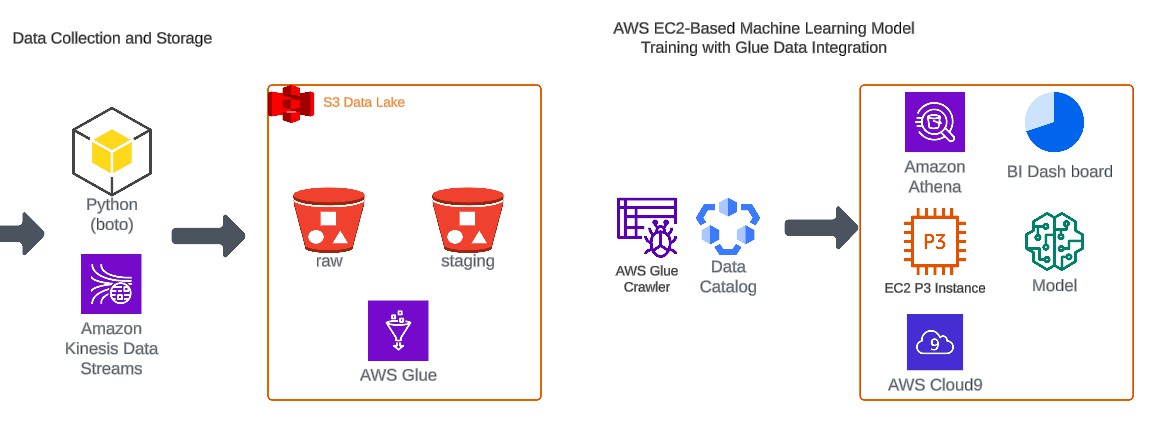 Data Collection and Storage
S3 Data Lake
Python
(boto)
raw
staging
Amazon
Kinesis Data
Streams
AWS Glue
AWS EC2-Based Machine Learning Model
Training with Glue Data Integration
AWS Glue
Crawler
Data
Catalog
Amazon
Athena
BI Dash board
P3
EC2 P3 Instance
Model
9
AWS Cloud9